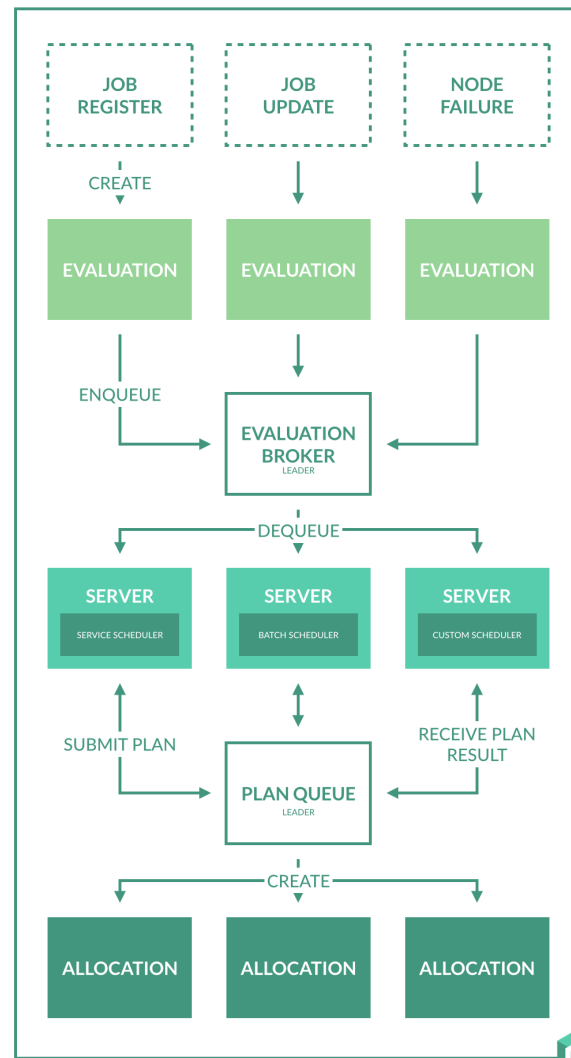 JOB
REGISTER
JOB
UPDATE
NODE
FAILURE
CREATE
EVALUATION
EVALUATION
EVALUATION
ENQUEUE
EVALUATION
BROKER
LEADER
DEQUEUE
SERVER
SERVICE SCHEDULER
SERVER
BATCH SCHEDULER
SERVER
CUSTOM SCHEDULER
SUBMIT PLAN
RECEIVE PLAN
RESULT
PLAN QUEUE
LEADER
CREATE
ALLOCATION
ALLOCATION
ALLOCATION